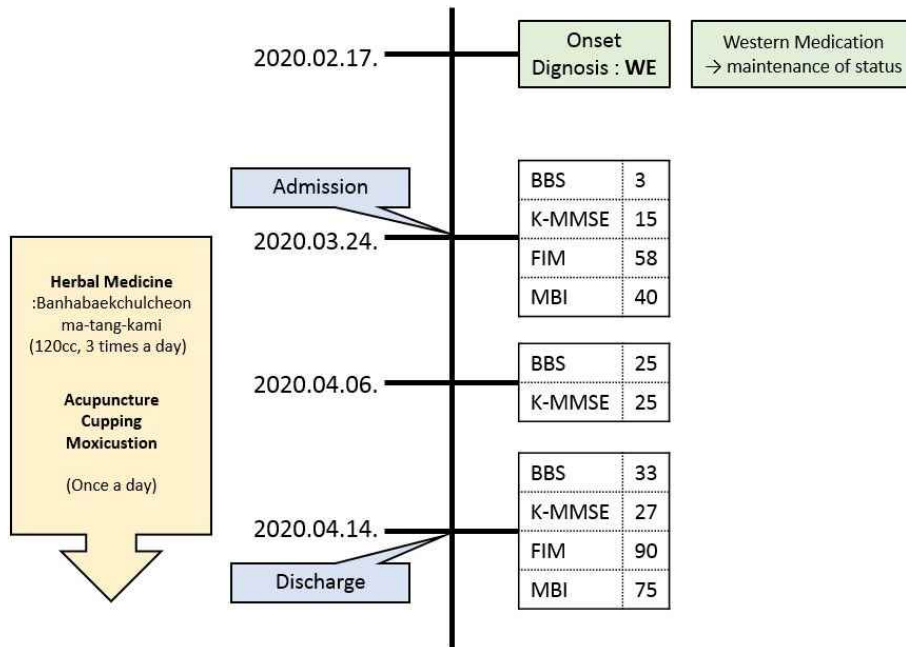 2020.02.17.
Onset
Dignosis : WE
Western Medication
→ maintenance of status
Admission
2020.03.24.
BBS 3
K-MMSE 15
FIM 58
MBI 40
Herbal Medicine
:Banhabaekchulcheon
ma-tang-kami
(120cc, 3 times a day)
Acupuncture
Cupping
Moxicustion
(Once a day)
2020.04.06.
BBS 25
K-MMSE 25
2020.04.14.
Discharge
BBS 33
K-MMSE 27
FIM 90
MBI 75